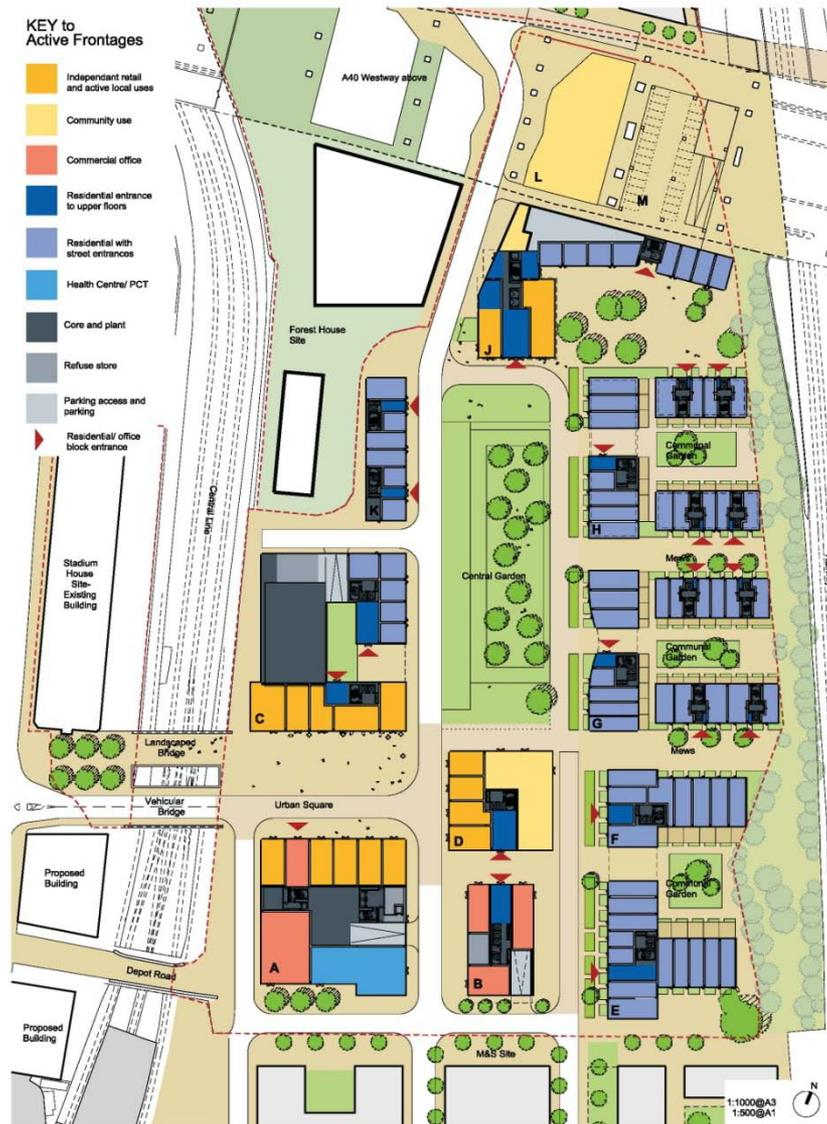 KEY to
Active Frontages
Independant retail
and active local uses
Community use
Commercial office
Residential entrance
to upper floors
Residential with
street entrances
Health Centre/ PCT
Core and plant
Refuse store
Parking access and
parking
Residential/ office
block entrance
A40 Westway above
L
M
Forest House
Site
J
K
Communal
Garden
H
Central Line
Stadium
House
Site-
Existing
Building
Central Garden
Mews
Communal
Garden
C
G
Mews
Landscaped
Bridge
Vehicular
Bridge
Urban Square
D
F
Proposed
Building
Communal
Garden
A
B
E
Depot Road
Proposed
Building
M&S Site
N
1:1000@A3
1:500@A1